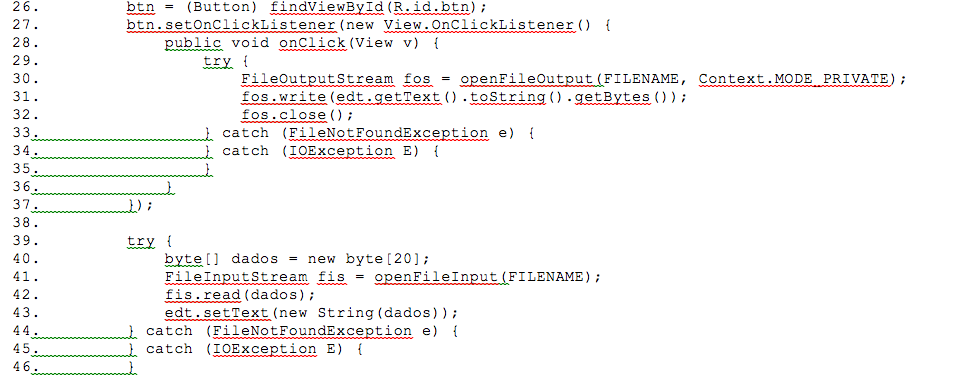 26.         btn = (Button) findViewById(R.id.btn);
27.         btn.setOnClickListener(new View.OnClickListener() {
28.             public void onClick(View v) {
29.                 try {
30.                     FileOutputStream fos = openFileOutput(FILENAME, Context.MODE_PRIVATE);
31.                     fos.write(edt.getText().toString().getBytes());
32.                     fos.close();
33.                 } catch (FileNotFoundException e) {
34.                 } catch (IOException E) {
35.                 }
36.             }
37.         });
38.
39.         try {
40.             byte[] dados = new byte[20];
41.             FileInputStream fis = openFileInput(FILENAME);
42.             fis.read(dados);
43.             edt.setText(new String(dados));
44.         } catch (FileNotFoundException e) {
45.         } catch (IOException E) {
46.         }